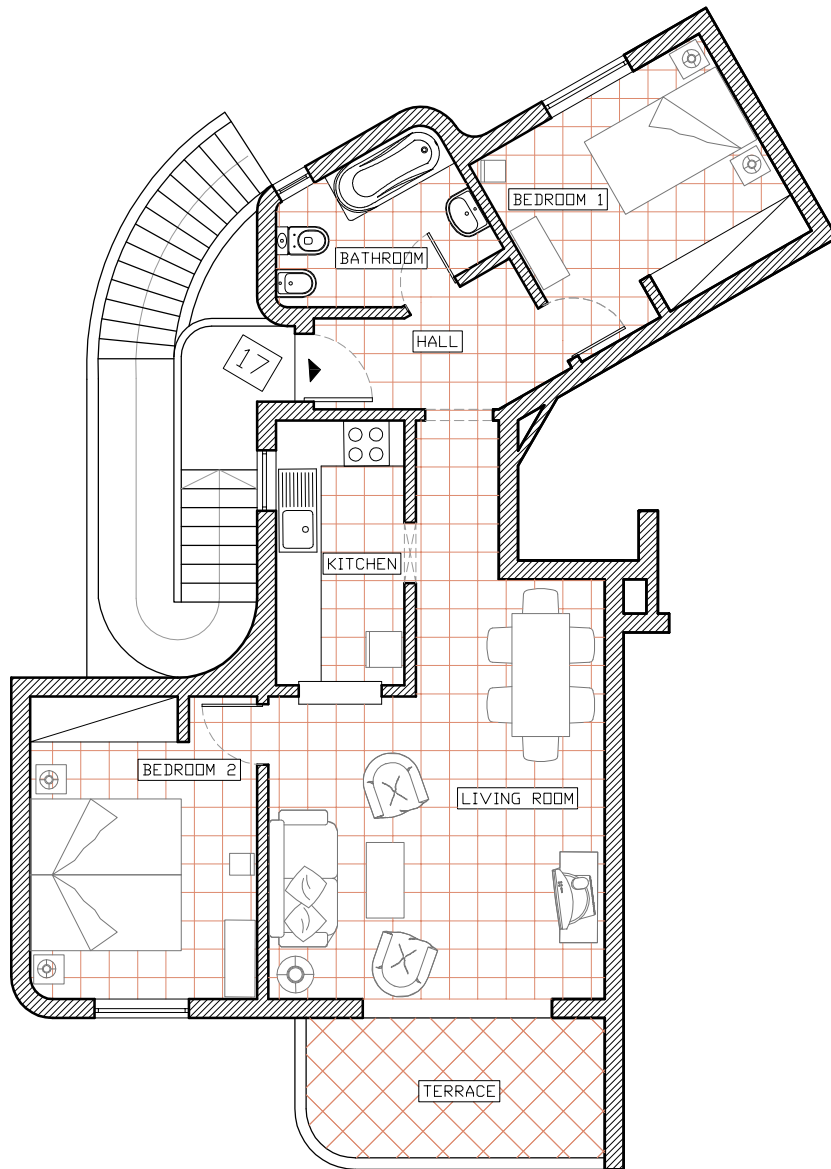 BEDROOM 1
BATHROOM
HALL
17
KITCHEN
BEDROOM 2
LIVING ROOM
TERRACE